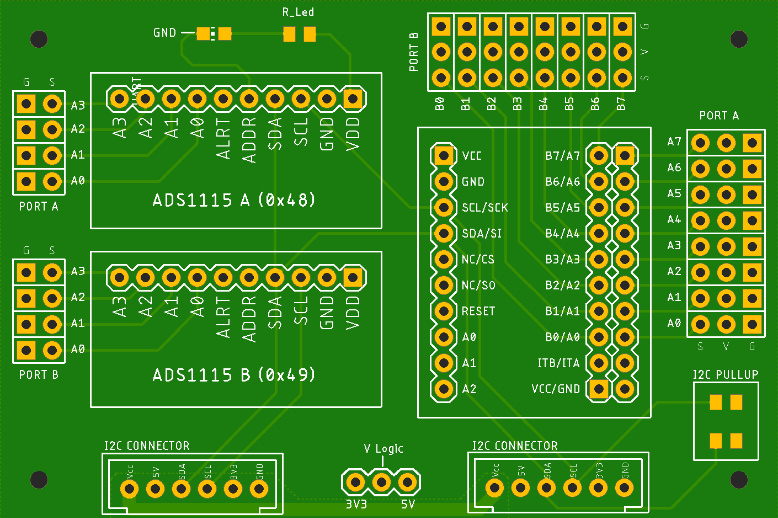 R_Led
GND
PORT B
G
V
S
B0 B1 B2 B3 B4 B5 B6 B7
G S
A3
A2
A1
A0
PORT A
ALRT
A3 A2 A1 A0 ALRT ADDR SDA SCL GND VDD
ADS1115 A (0x48)
PORT A
A7
A6
A5
A4
A3
A2
A1
A0
S V G
VCC B7/A7
GND B6/A6
SCL/SCK B5/A5
SDA/SI B4/A4
NC/CS B3/A3
NC/SO B2/A2
RESET B1/A1
A0 B0/A0
A1 ITB/ITA
A2 VCC/GND
G S
A3
A2
A1
A0
PORT B
A3 A2 A1 A0 ALRT ADDR SDA SCL GND VDD
ADS1115 B (0x49)
I2C PULLUP
I2C CONNECTOR
Vcc 5V SDA SCL 3V3 GND
V Logic
3V3 5V
I2C CONNECTOR
Vcc 5V SDA SCL 3V3 GND